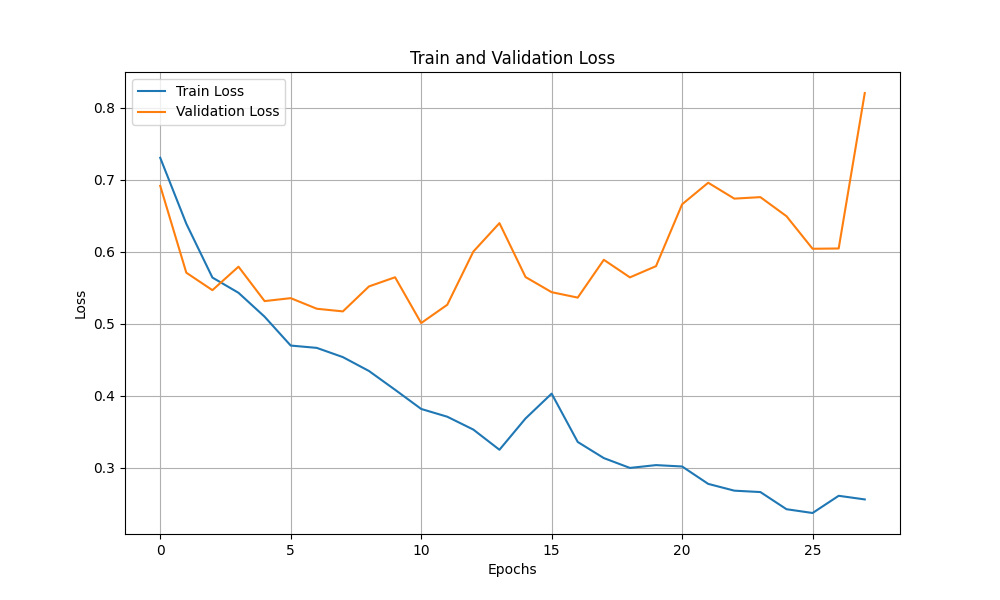 Train and Validation Loss
Train Loss
Validation Loss
0.8
0.7
0.6
0.5
0.4
0.3
Loss
0 5 10 15 20 25
Epochs